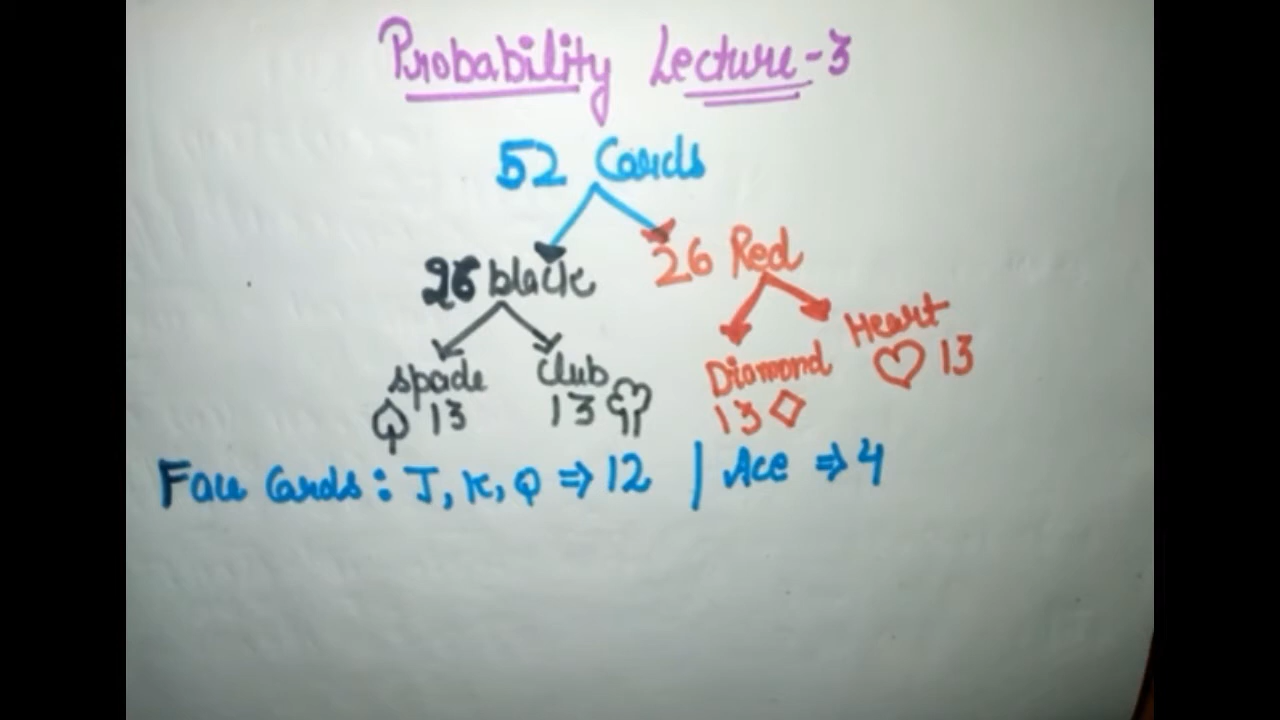 Probability Lecture-3
52 Cards
26 black 26 Red
spade 13 club 13 Diamond 13 Heart 13
Face Cards: J, K, Q ⇒ 12 | Ace ⇒ 4